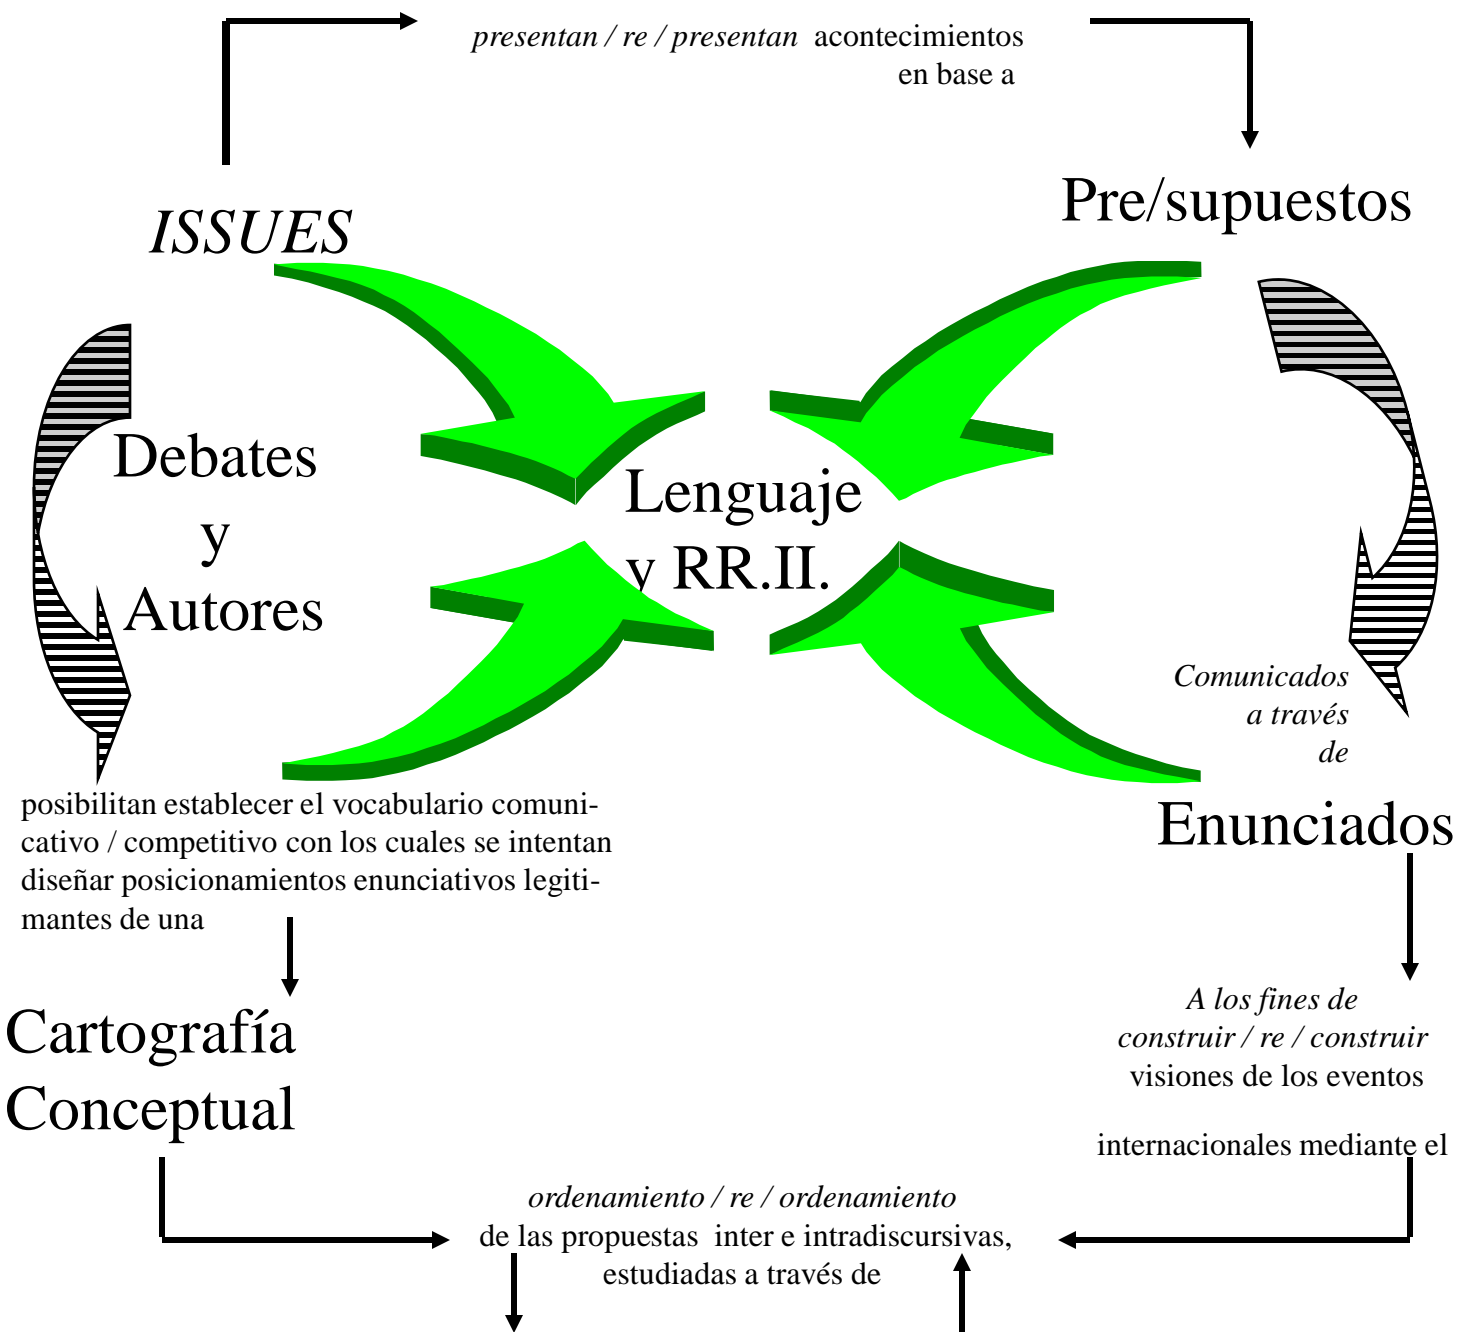 presentan / re / presentan acontecimientos
en base a
ISSUES
Pre/supuestos
Debates
y
Autores
Lenguaje
y RR.II.
Comunicados
a través
de
posibilitan establecer el vocabulario comuni-
cativo / competitivo con los cuales se intentan
diseñar posicionamientos enunciativos legiti-
mantes de una
Enunciados
Cartografía
Conceptual
A los fines de
construir / re / construir
visiones de los eventos
internacionales mediante el
ordenamiento / re / ordenamiento
de las propuestas inter e intradiscursivas,
estudiadas a través de